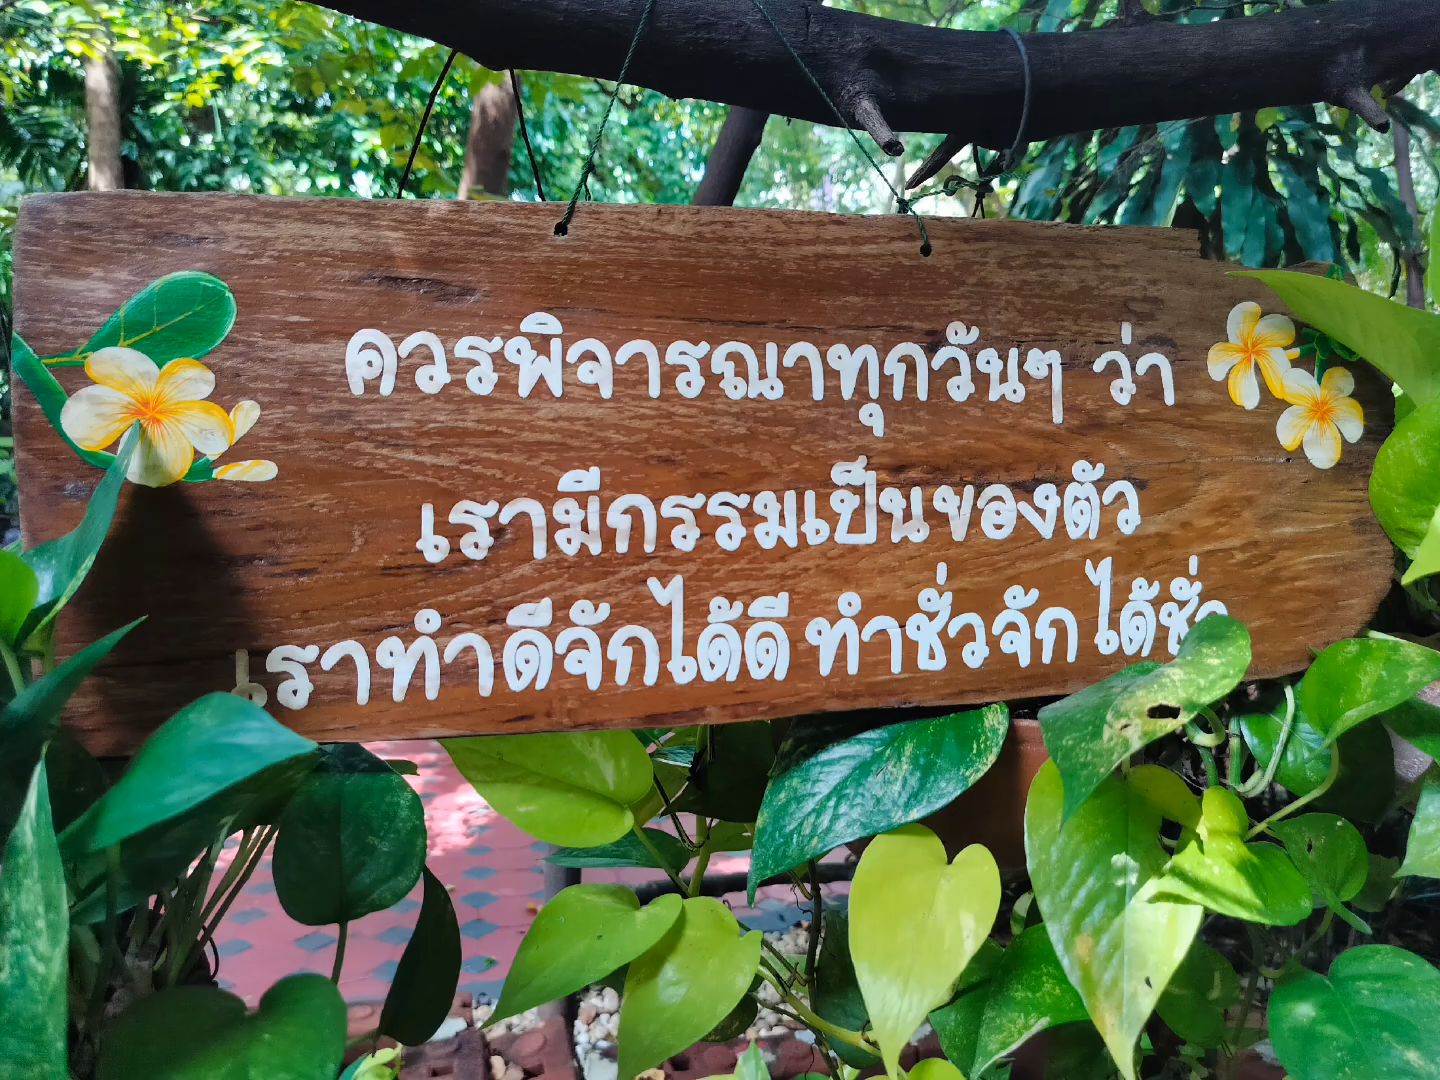 ควรพิจารณาทุกวันๆ ว่า
เรามีกรรมเป็นของตัว
เราทำดีจักได้ดี ทำชั่วจักได้ชั่ว